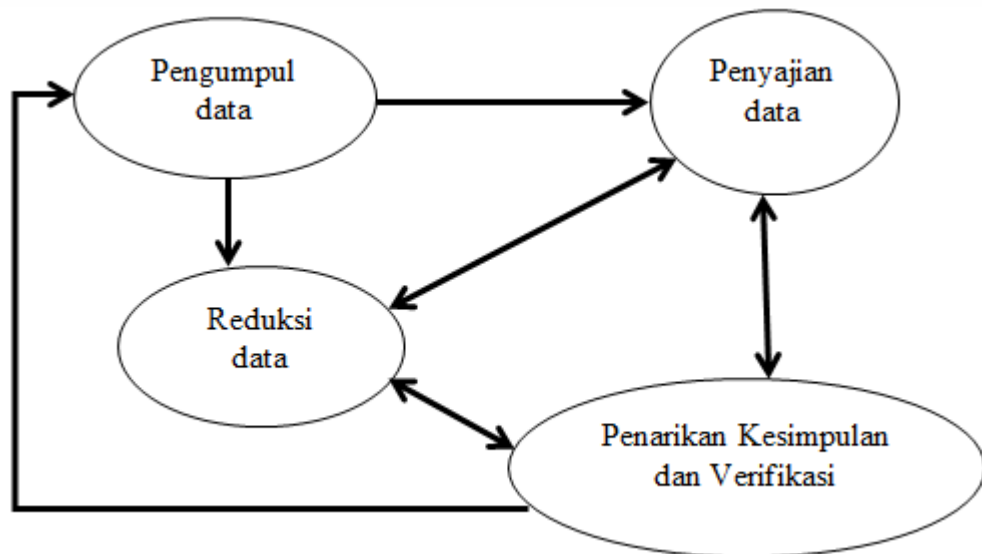 Pengumpul
data
Penyajian
data
Reduksi
data
Penarikan Kesimpulan
dan Verifikasi